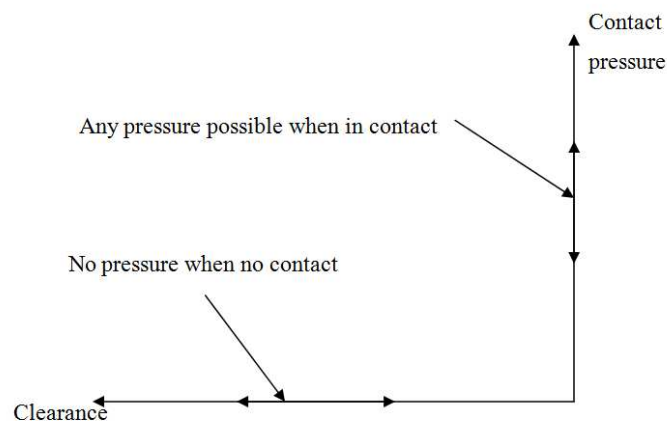 Contact
pressure
Any pressure possible when in contact
No pressure when no contact
Clearance